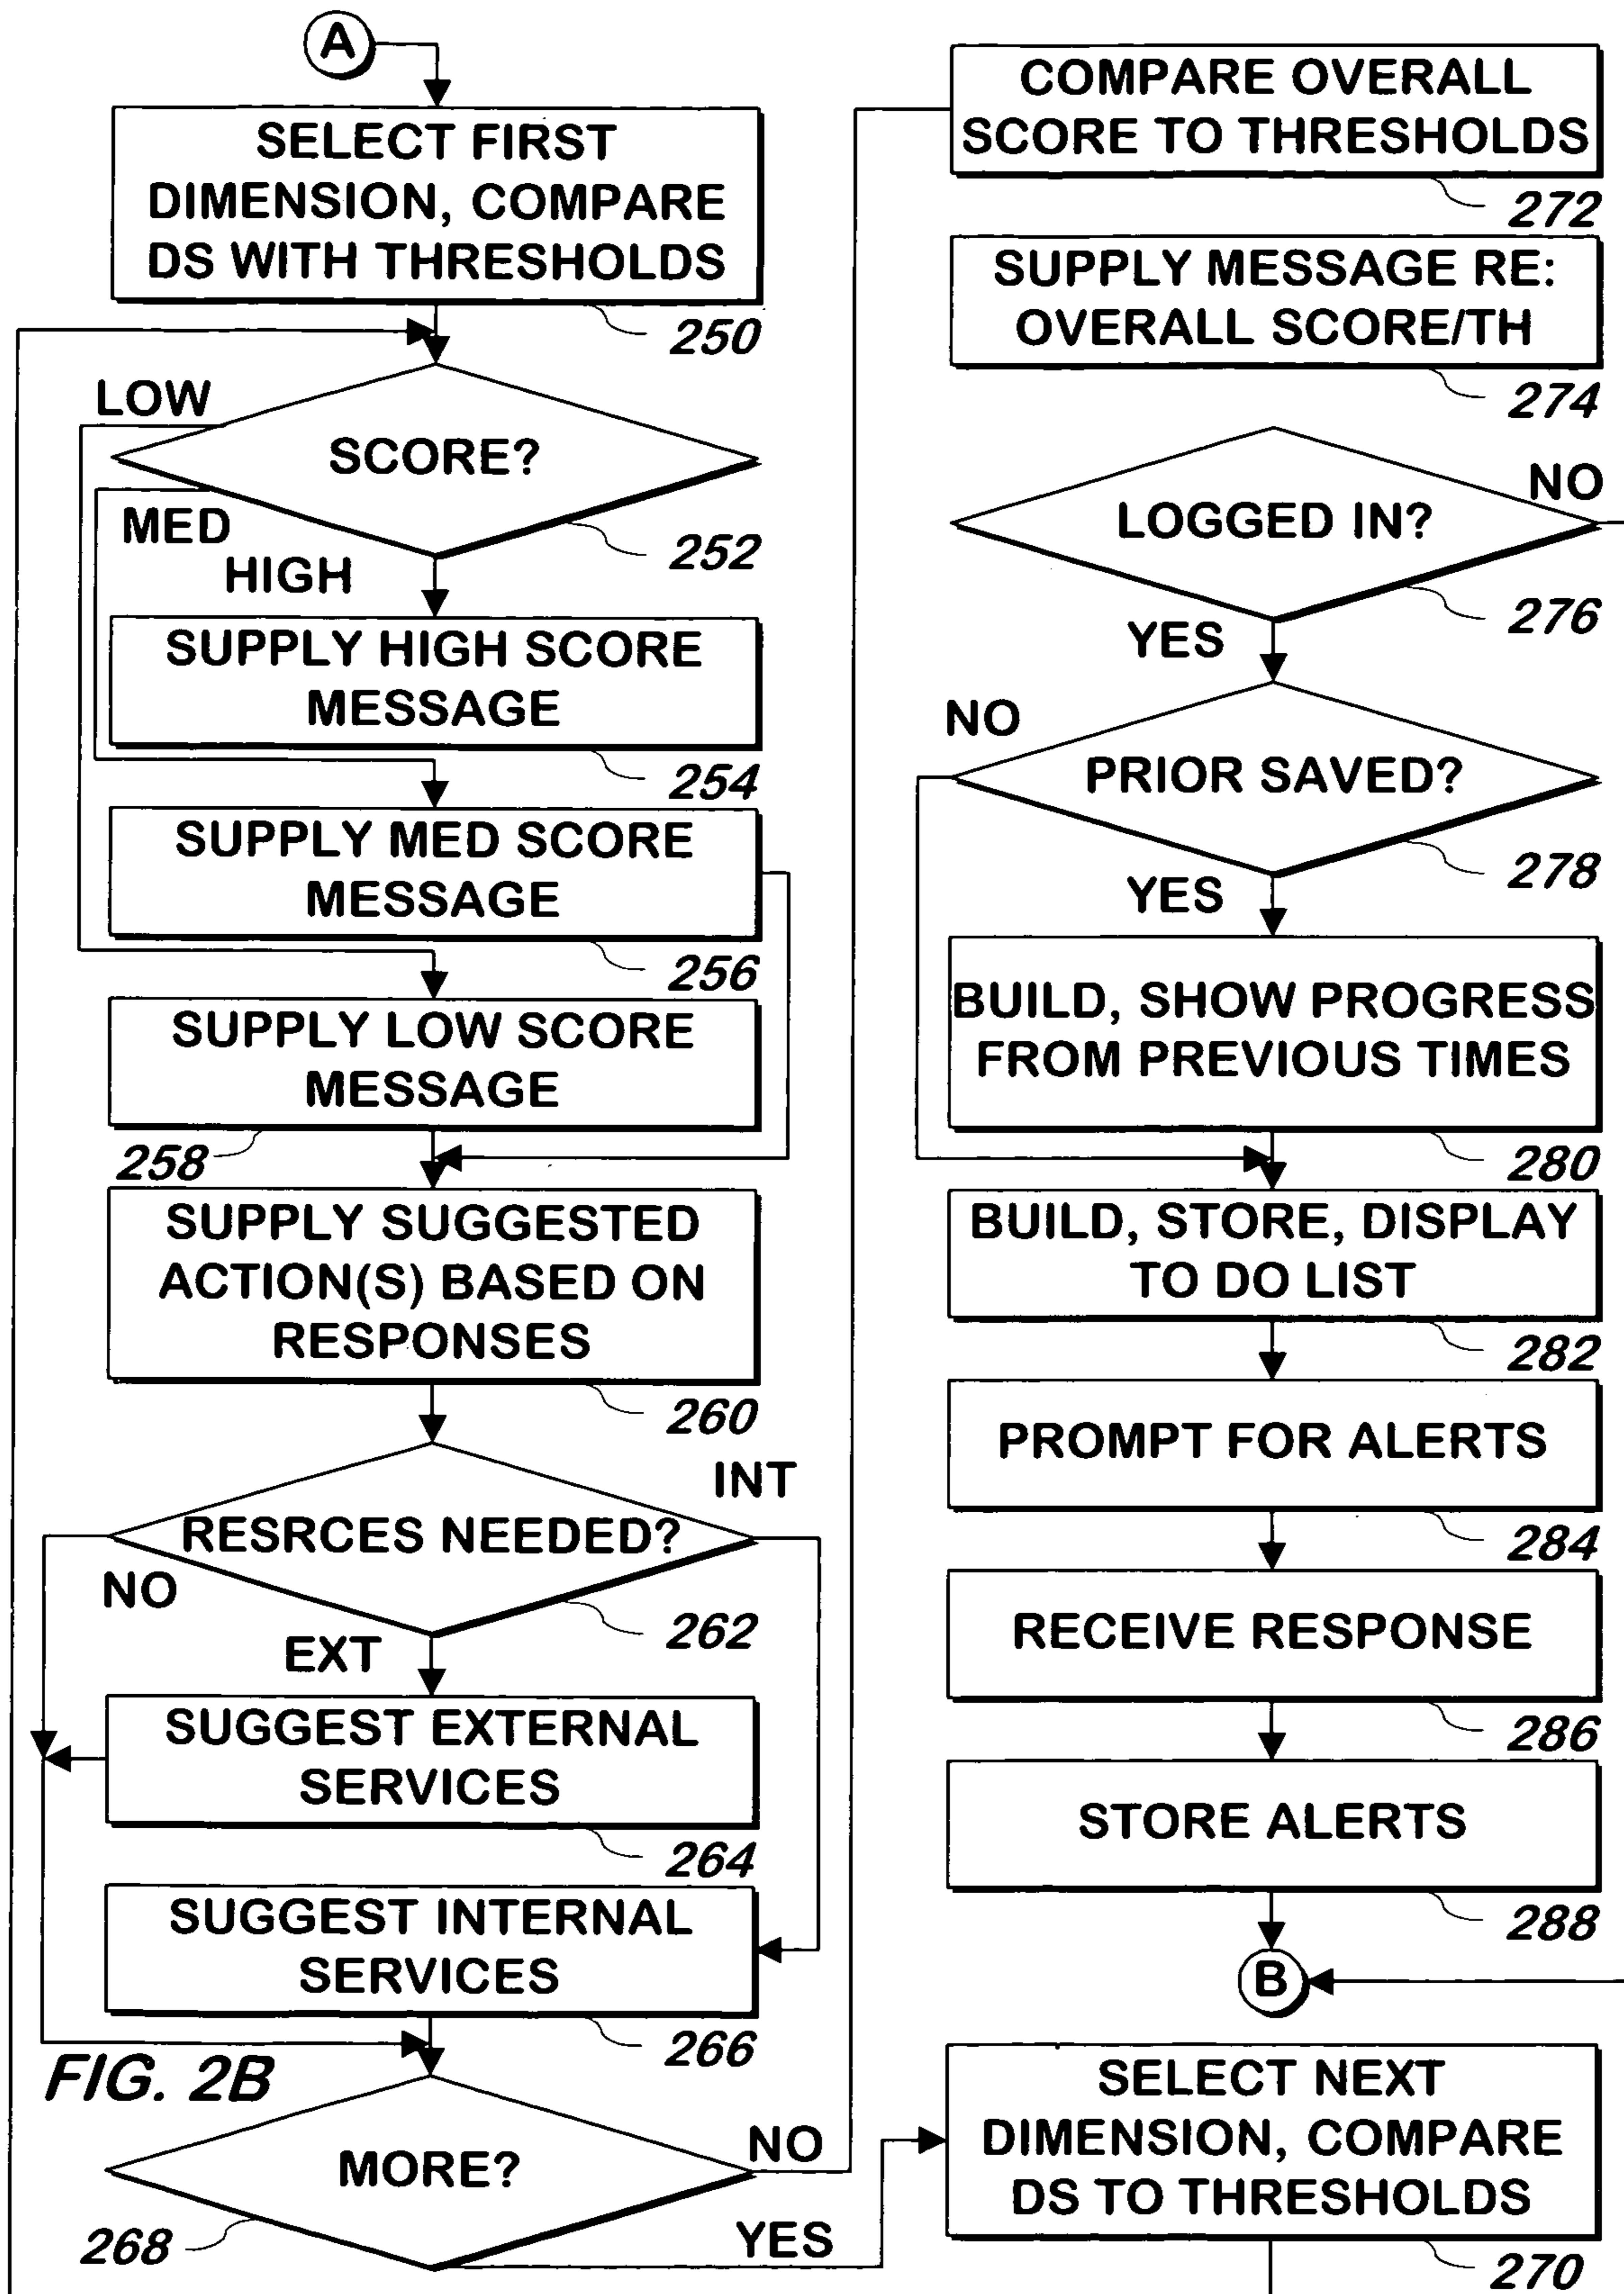 A
SELECT FIRST
DIMENSION, COMPARE
DS WITH THRESHOLDS
250
LOW
SCORE?
MED
252
HIGH
SUPPLY HIGH SCORE
MESSAGE
254
SUPPLY MED SCORE
MESSAGE
256
SUPPLY LOW SCORE
MESSAGE
258
SUPPLY SUGGESTED
ACTION(S) BASED ON
RESPONSES
260
INT
RESRCES NEEDED?
NO
262
EXT
SUGGEST EXTERNAL
SERVICES
264
SUGGEST INTERNAL
SERVICES
266
FIG. 2B
MORE?
NO
268
YES
COMPARE OVERALL
SCORE TO THRESHOLDS
272
SUPPLY MESSAGE RE:
OVERALL SCORE/TH
274
NO
LOGGED IN?
276
YES
NO
PRIOR SAVED?
278
YES
BUILD, SHOW PROGRESS
FROM PREVIOUS TIMES
280
BUILD, STORE, DISPLAY
TO DO LIST
282
PROMPT FOR ALERTS
284
RECEIVE RESPONSE
286
STORE ALERTS
288
B
SELECT NEXT
DIMENSION, COMPARE
DS TO THRESHOLDS
270